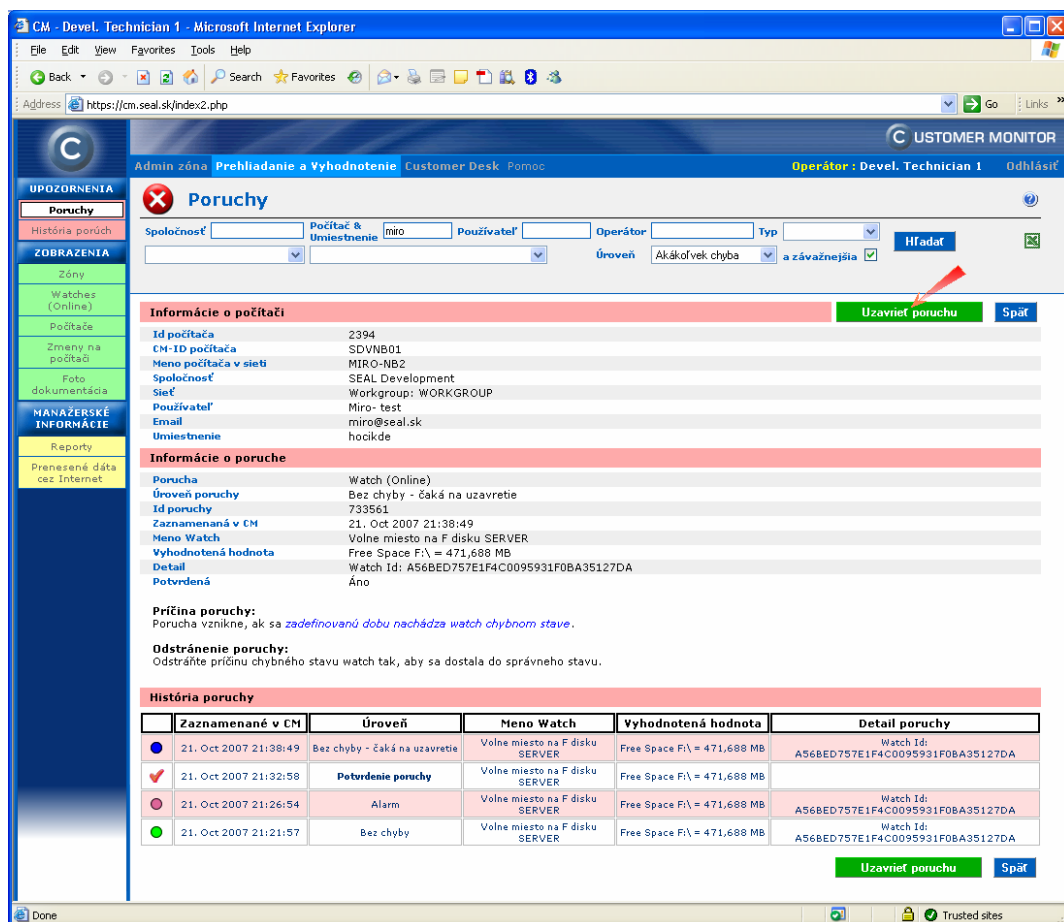 CM - Devel. Technician 1 - Microsoft Internet Explorer
File Edit View Favorites Tools Help
Back Search Favorites
Address https://cm.seal.sk/index2.php Go Links »
C USTOMER MONITOR
Admin zóna Prehliadanie a Vyhodnotenie Customer Desk Pomoc Operátor : Devel. Technician 1 Odhlásiť
UPOZORNENIA
Poruchy
História porúch
ZOBRAZENIA
Zóny
Watches
(Online)
Počítače
Zmeny na
počítači
Foto
dokumentácia
MANAŽERSKÉ
INFORMÁCIE
Reporty
Prenesené dáta
cez Internet
Poruchy
Spoločnosť Počítač &
Umiestnenie miro Používateľ Operátor Typ
Hľadať
Úroveň Akákoľvek chyba a závažnejšia
Informácie o počítači Uzavrieť poruchu Späť
Id počítača 2394
CM-ID počítača SDVNB01
Meno počítača v sieti MIRO-NB2
Spoločnosť SEAL Development
Sieť Workgroup: WORKGROUP
Používateľ Miro- test
Email miro@seal.sk
Umiestnenie hocikde
Informácie o poruche
Porucha Watch (Online)
Úroveň poruchy Bez chyby - čaká na uzavretie
Id poruchy 733561
Zaznamenaná v CM 21. Oct 2007 21:38:49
Meno Watch Volne miesto na F disku SERVER
Vyhodnotená hodnota Free Space F:\ = 471,688 MB
Detail Watch Id: A56BED757E1F4C0095931F0BA35127DA
Potvrdená Áno
Príčina poruchy:
Porucha vznikne, ak sa zadefinovanú dobu nachádza watch chybnom stave.
Odstránenie poruchy:
Odstráňte príčinu chybného stavu watch tak, aby sa dostala do správneho stavu.
História poruchy
Zaznamenané v CM Úroveň Meno Watch Vyhodnotená hodnota Detail poruchy
21. Oct 2007 21:38:49 Bez chyby - čaká na uzavretie Volne miesto na F disku SERVER Free Space F:\ = 471,688 MB Watch Id: A56BED757E1F4C0095931F0BA35127DA
21. Oct 2007 21:32:58 Potvrdenie poruchy Volne miesto na F disku SERVER Free Space F:\ = 471,688 MB
21. Oct 2007 21:26:54 Alarm Volne miesto na F disku SERVER Free Space F:\ = 471,688 MB Watch Id: A56BED757E1F4C0095931F0BA35127DA
21. Oct 2007 21:21:57 Bez chyby Volne miesto na F disku SERVER Free Space F:\ = 471,688 MB Watch Id: A56BED757E1F4C0095931F0BA35127DA
Uzavrieť poruchu Späť
Done Trusted sites